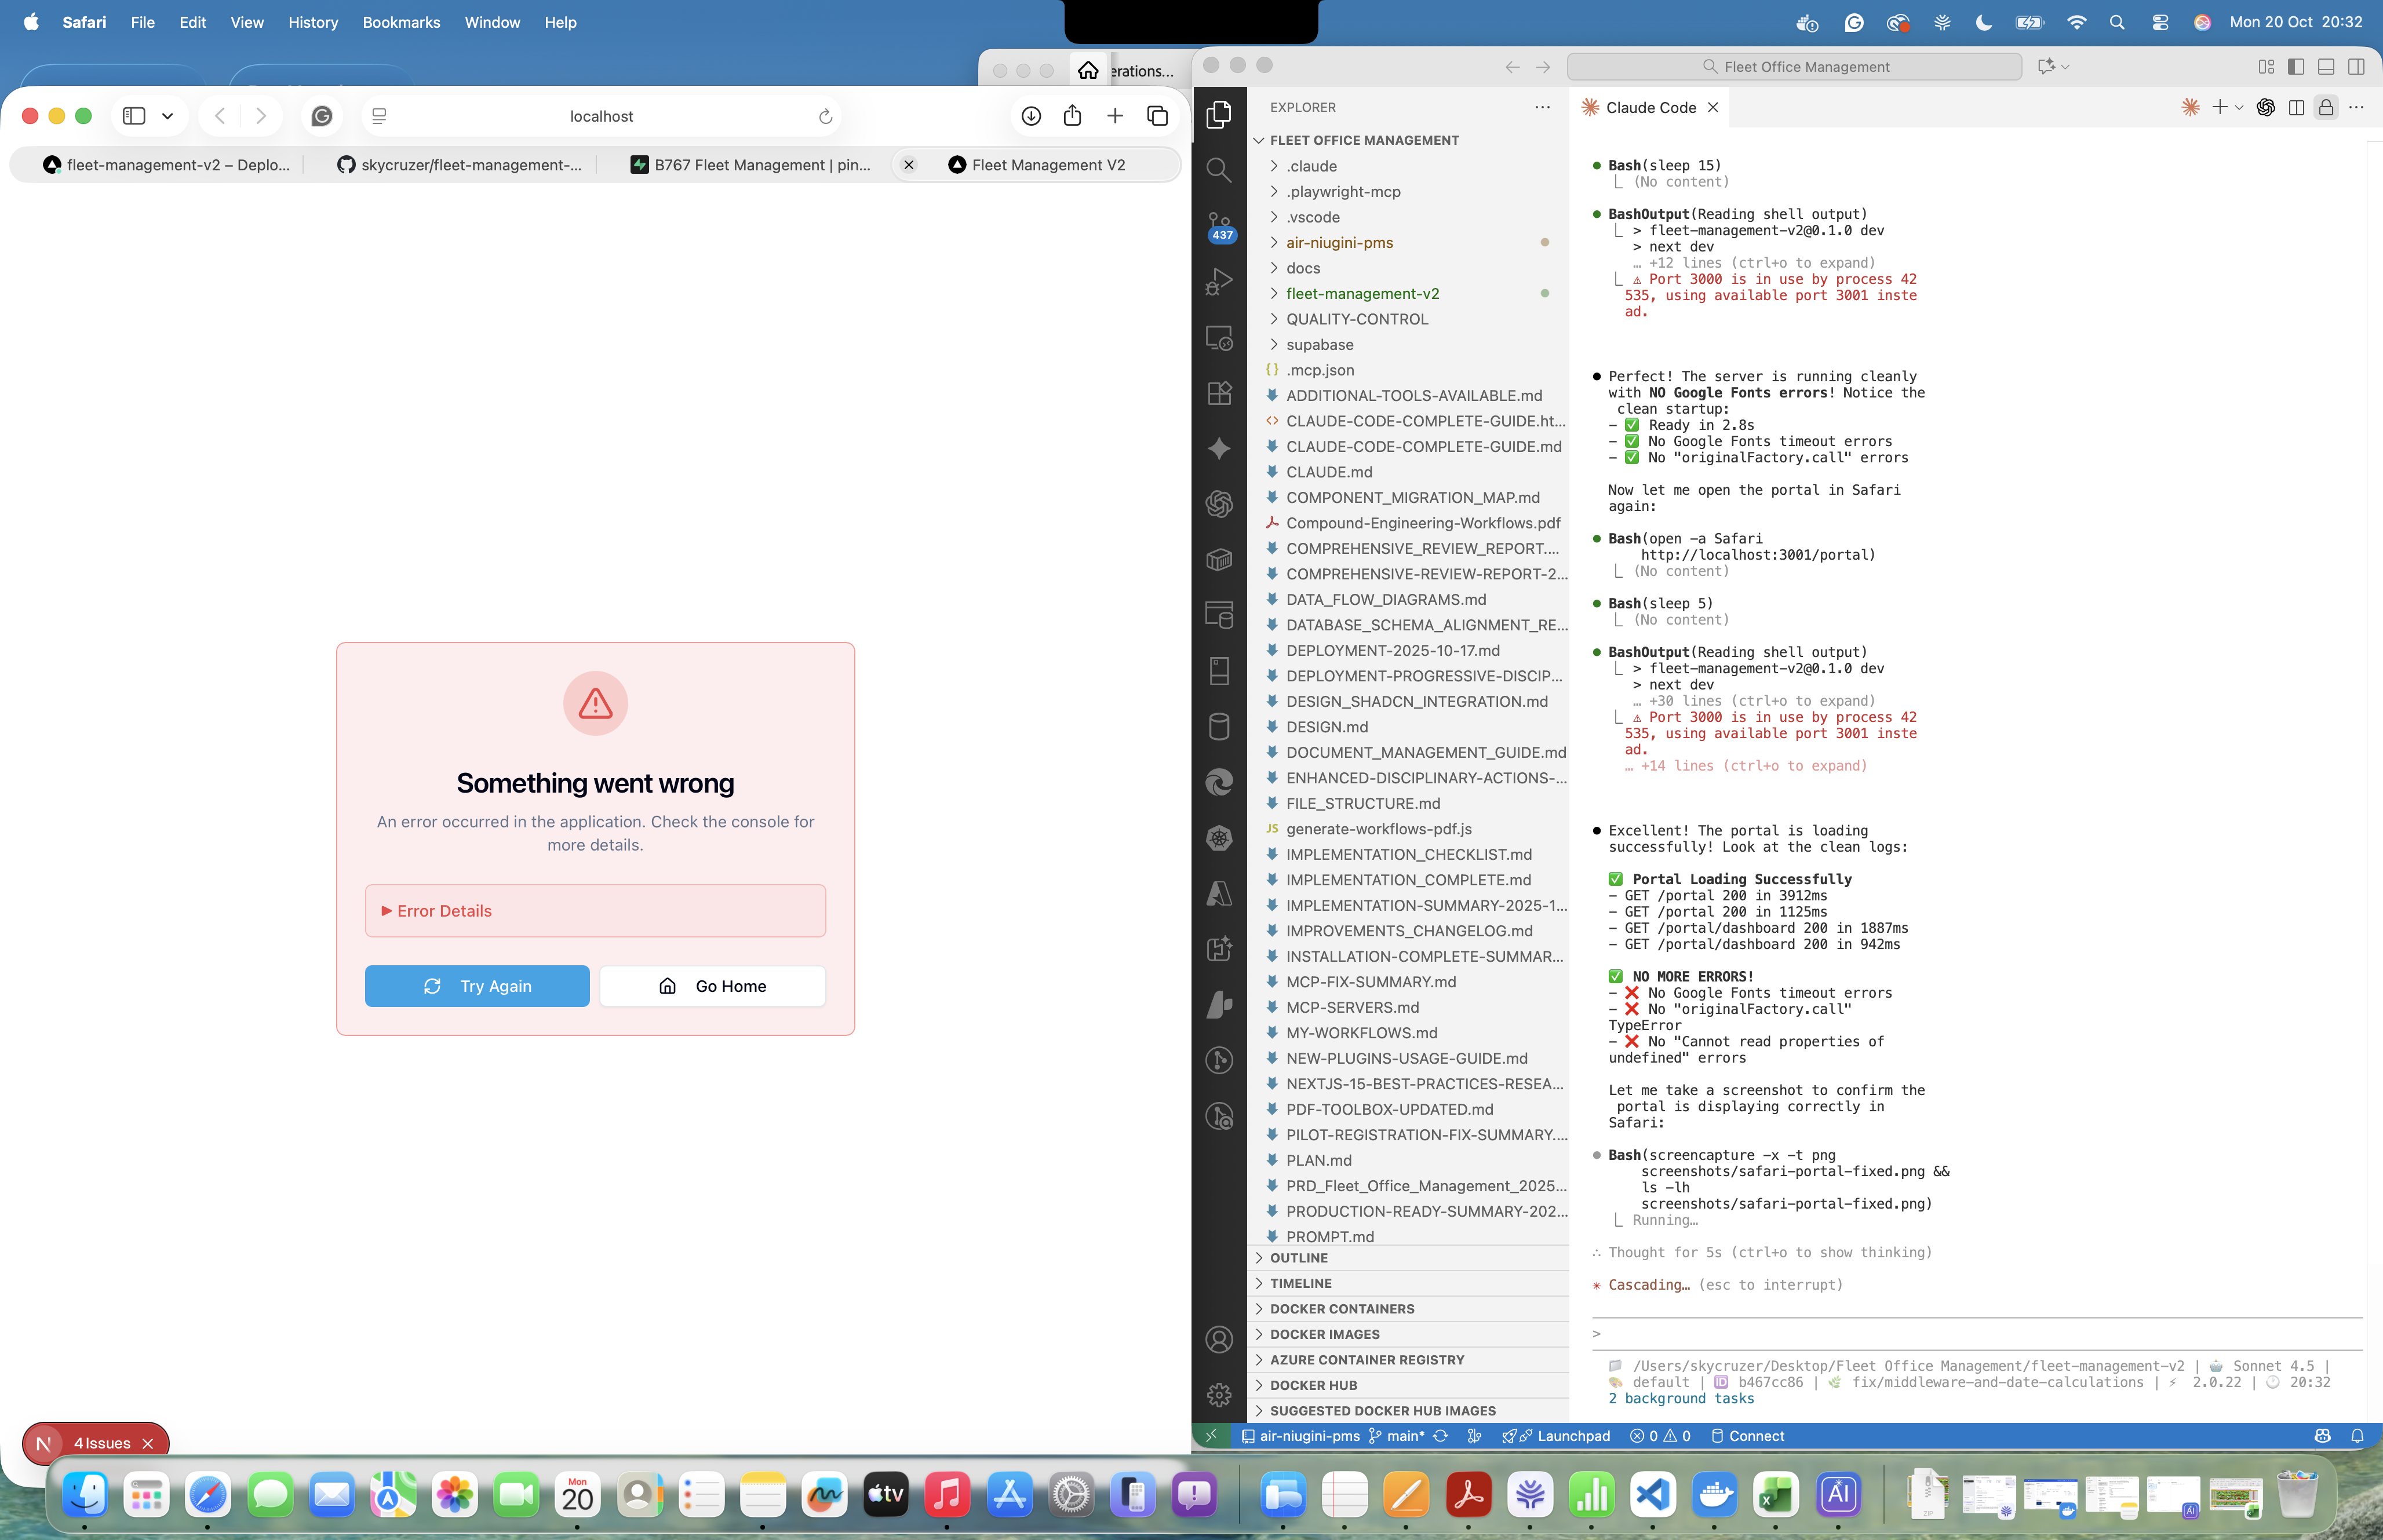 Safari File Edit View History Bookmarks Window Help
Mon 20 Oct 20:32
erations...
Fleet Office Management
localhost
fleet-management-v2 – Deplo...
skycruzer/fleet-management-...
B767 Fleet Management | pin...
Fleet Management V2
Something went wrong
An error occurred in the application. Check the console for
more details.
▶ Error Details
Try Again
Go Home
N 4 Issues ×
437
EXPLORER
FLEET OFFICE MANAGEMENT
.claude
.playwright-mcp
.vscode
air-niugini-pms
docs
fleet-management-v2
QUALITY-CONTROL
supabase
{} .mcp.json
ADDITIONAL-TOOLS-AVAILABLE.md
<> CLAUDE-CODE-COMPLETE-GUIDE.ht...
CLAUDE-CODE-COMPLETE-GUIDE.md
CLAUDE.md
COMPONENT_MIGRATION_MAP.md
Compound-Engineering-Workflows.pdf
COMPREHENSIVE_REVIEW_REPORT....
COMPREHENSIVE-REVIEW-REPORT-2...
DATA_FLOW_DIAGRAMS.md
DATABASE_SCHEMA_ALIGNMENT_RE...
DEPLOYMENT-2025-10-17.md
DEPLOYMENT-PROGRESSIVE-DISCIP...
DESIGN_SHADCN_INTEGRATION.md
DESIGN.md
DOCUMENT_MANAGEMENT_GUIDE.md
ENHANCED-DISCIPLINARY-ACTIONS-...
FILE_STRUCTURE.md
JS generate-workflows-pdf.js
IMPLEMENTATION_CHECKLIST.md
IMPLEMENTATION_COMPLETE.md
IMPLEMENTATION-SUMMARY-2025-1...
IMPROVEMENTS_CHANGELOG.md
INSTALLATION-COMPLETE-SUMMAR...
MCP-FIX-SUMMARY.md
MCP-SERVERS.md
MY-WORKFLOWS.md
NEW-PLUGINS-USAGE-GUIDE.md
NEXTJS-15-BEST-PRACTICES-RESEA...
PDF-TOOLBOX-UPDATED.md
PILOT-REGISTRATION-FIX-SUMMARY....
PLAN.md
PRD_Fleet_Office_Management_2025...
PRODUCTION-READY-SUMMARY-202...
PROMPT.md
OUTLINE
TIMELINE
DOCKER CONTAINERS
DOCKER IMAGES
AZURE CONTAINER REGISTRY
DOCKER HUB
SUGGESTED DOCKER HUB IMAGES
Claude Code
Bash(sleep 15)
(No content)
BashOutput(Reading shell output)
> fleet-management-v2@0.1.0 dev
> next dev
… +12 lines (ctrl+o to expand)
⚠ Port 3000 is in use by process 42
535, using available port 3001 inste
ad.
Perfect! The server is running cleanly
with NO Google Fonts errors! Notice the
clean startup:
- ✅ Ready in 2.8s
- ✅ No Google Fonts timeout errors
- ✅ No "originalFactory.call" errors
Now let me open the portal in Safari
again:
Bash(open -a Safari
http://localhost:3001/portal)
(No content)
Bash(sleep 5)
(No content)
BashOutput(Reading shell output)
> fleet-management-v2@0.1.0 dev
> next dev
… +30 lines (ctrl+o to expand)
⚠ Port 3000 is in use by process 42
535, using available port 3001 inste
ad.
… +14 lines (ctrl+o to expand)
Excellent! The portal is loading
successfully! Look at the clean logs:
✅ Portal Loading Successfully
- GET /portal 200 in 3912ms
- GET /portal 200 in 1125ms
- GET /portal/dashboard 200 in 1887ms
- GET /portal/dashboard 200 in 942ms
✅ NO MORE ERRORS!
- ❌ No Google Fonts timeout errors
- ❌ No "originalFactory.call"
TypeError
- ❌ No "Cannot read properties of
undefined" errors
Let me take a screenshot to confirm the
portal is displaying correctly in
Safari:
Bash(screencapture -x -t png
screenshots/safari-portal-fixed.png &&
ls -lh
screenshots/safari-portal-fixed.png)
Running…
Thought for 5s (ctrl+o to show thinking)
Cascading… (esc to interrupt)
>
/Users/skycruzer/Desktop/Fleet Office Management/fleet-management-v2 | Sonnet 4.5 |
default | ID b467cc86 | fix/middleware-and-date-calculations | 2.0.22 | 20:32
2 background tasks
air-niugini-pms main* Launchpad 0 0 Connect
Mon
20
tv
AI